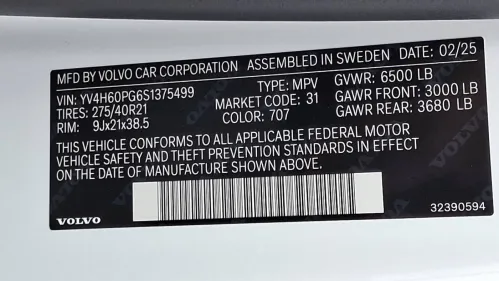 MFD BY VOLVO CAR CORPORATION ASSEMBLED IN SWEDEN 02/25
VIN: YV4H60PG6S1375499 TYPE: MPV GVWR: 6500 LB
TIRES: 275/40R21 MARKET CODE: 31 GAWR FRONT: 3000 LB
RIM: 9Jx21x38.5 COLOR: 707 GAWR REAR: 3680 LB
THIS VEHICLE CONFORMS TO ALL APPLICABLE FEDERAL MOTOR
VEHICLE SAFETY AND THEFT PREVENTION STANDARDS IN EFFECT
ON THE DATE OF MANUFACTURE SHOWN ABOVE.
VOLVO 32390594